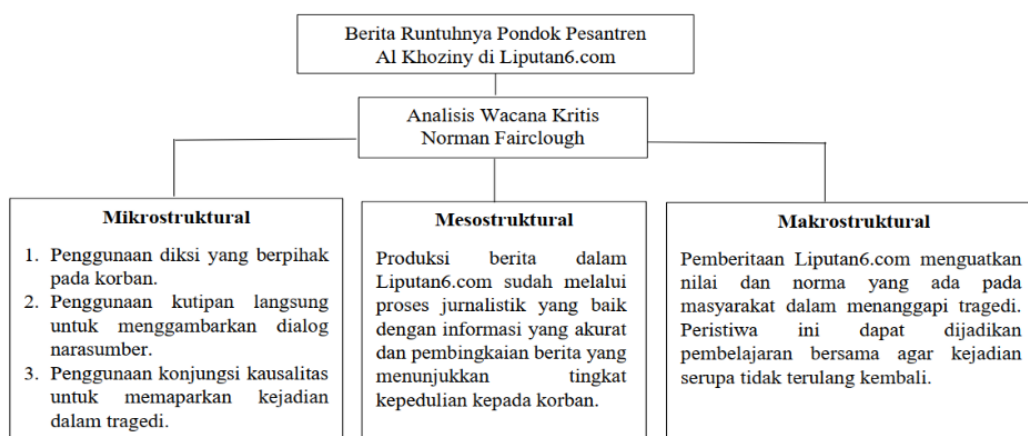 Berita Runtuhnya Pondok Pesantren
Al Khoziny di Liputan6.com
Analisis Wacana Kritis
Norman Fairclough
Mikrostruktural
1. Penggunaan diksi yang berpihak
pada korban.
2. Penggunaan kutipan langsung
untuk menggambarkan dialog
narasumber.
3. Penggunaan konjungsi kausalitas
untuk memaparkan kejadian
dalam tragedi.
Mesostruktural
Produksi berita dalam
Liputan6.com sudah melalui
proses jurnalistik yang baik
dengan informasi yang akurat
dan pembingkaian berita yang
menunjukkan tingkat
kepedulian kepada korban.
Makrostruktural
Pemberitaan Liputan6.com menguatkan
nilai dan norma yang ada pada
masyarakat dalam menanggapi tragedi.
Peristiwa ini dapat dijadikan
pembelajaran bersama agar kejadian
serupa tidak terulang kembali.